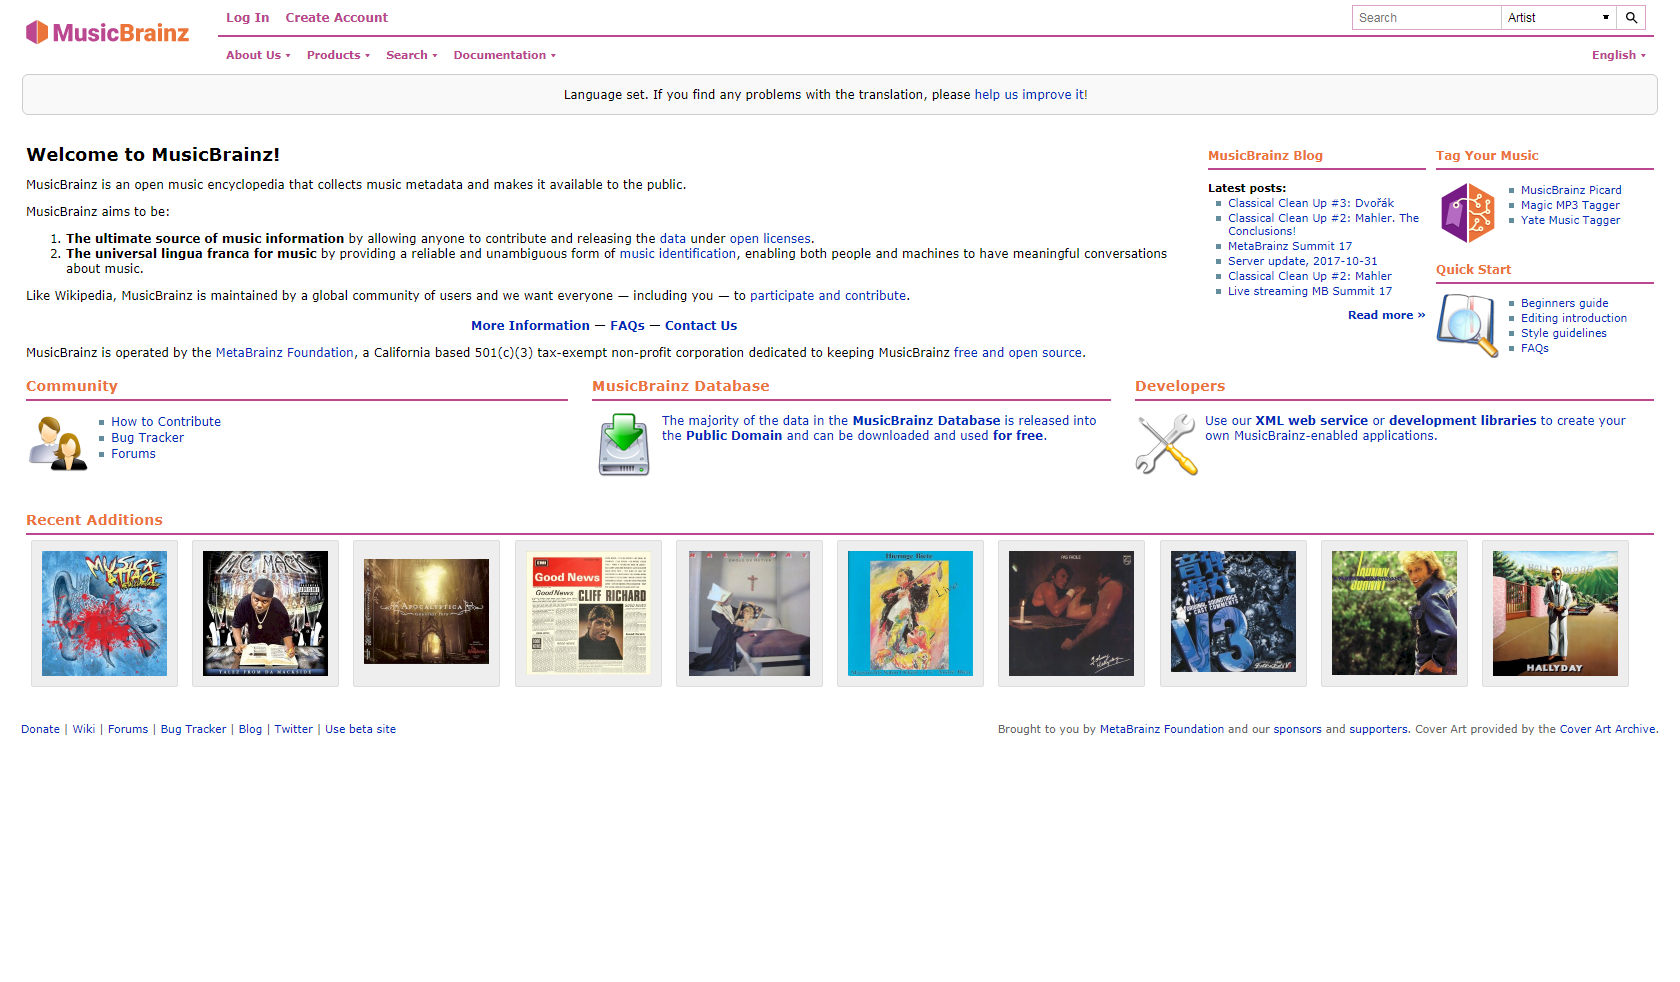 MusicBrainz
Log In Create Account
Search Artist
About Us Products Search Documentation English
Language set. If you find any problems with the translation, please help us improve it!
Welcome to MusicBrainz!
MusicBrainz is an open music encyclopedia that collects music metadata and makes it available to the public.
MusicBrainz aims to be:
1. The ultimate source of music information by allowing anyone to contribute and releasing the data under open licenses.
2. The universal lingua franca for music by providing a reliable and unambiguous form of music identification, enabling both people and machines to have meaningful conversations
about music.
Like Wikipedia, MusicBrainz is maintained by a global community of users and we want everyone — including you — to participate and contribute.
More Information — FAQs — Contact Us
MusicBrainz is operated by the MetaBrainz Foundation, a California based 501(c)(3) tax-exempt non-profit corporation dedicated to keeping MusicBrainz free and open source.
MusicBrainz Blog
Latest posts:
Classical Clean Up #3: Dvořák
Classical Clean Up #2: Mahler. The
Conclusions!
MetaBrainz Summit 17
Server update, 2017-10-31
Classical Clean Up #2: Mahler
Live streaming MB Summit 17
Read more »
Tag Your Music
MusicBrainz Picard
Magic MP3 Tagger
Yate Music Tagger
Quick Start
Beginners guide
Editing introduction
Style guidelines
FAQs
Community
How to Contribute
Bug Tracker
Forums
MusicBrainz Database
The majority of the data in the MusicBrainz Database is released into
the Public Domain and can be downloaded and used for free.
Developers
Use our XML web service or development libraries to create your
own MusicBrainz-enabled applications.
Recent Additions
MUSICK
ATTACK
H.C. MACK
TALEZ FROM DA MACKSIDE
APOCALYPTICA
EMI
Good News
Good News CLIFF RICHARD
HALLYDAY
Live
V3
HALLYDAY
Donate | Wiki | Forums | Bug Tracker | Blog | Twitter | Use beta site
Brought to you by MetaBrainz Foundation and our sponsors and supporters. Cover Art provided by the Cover Art Archive.